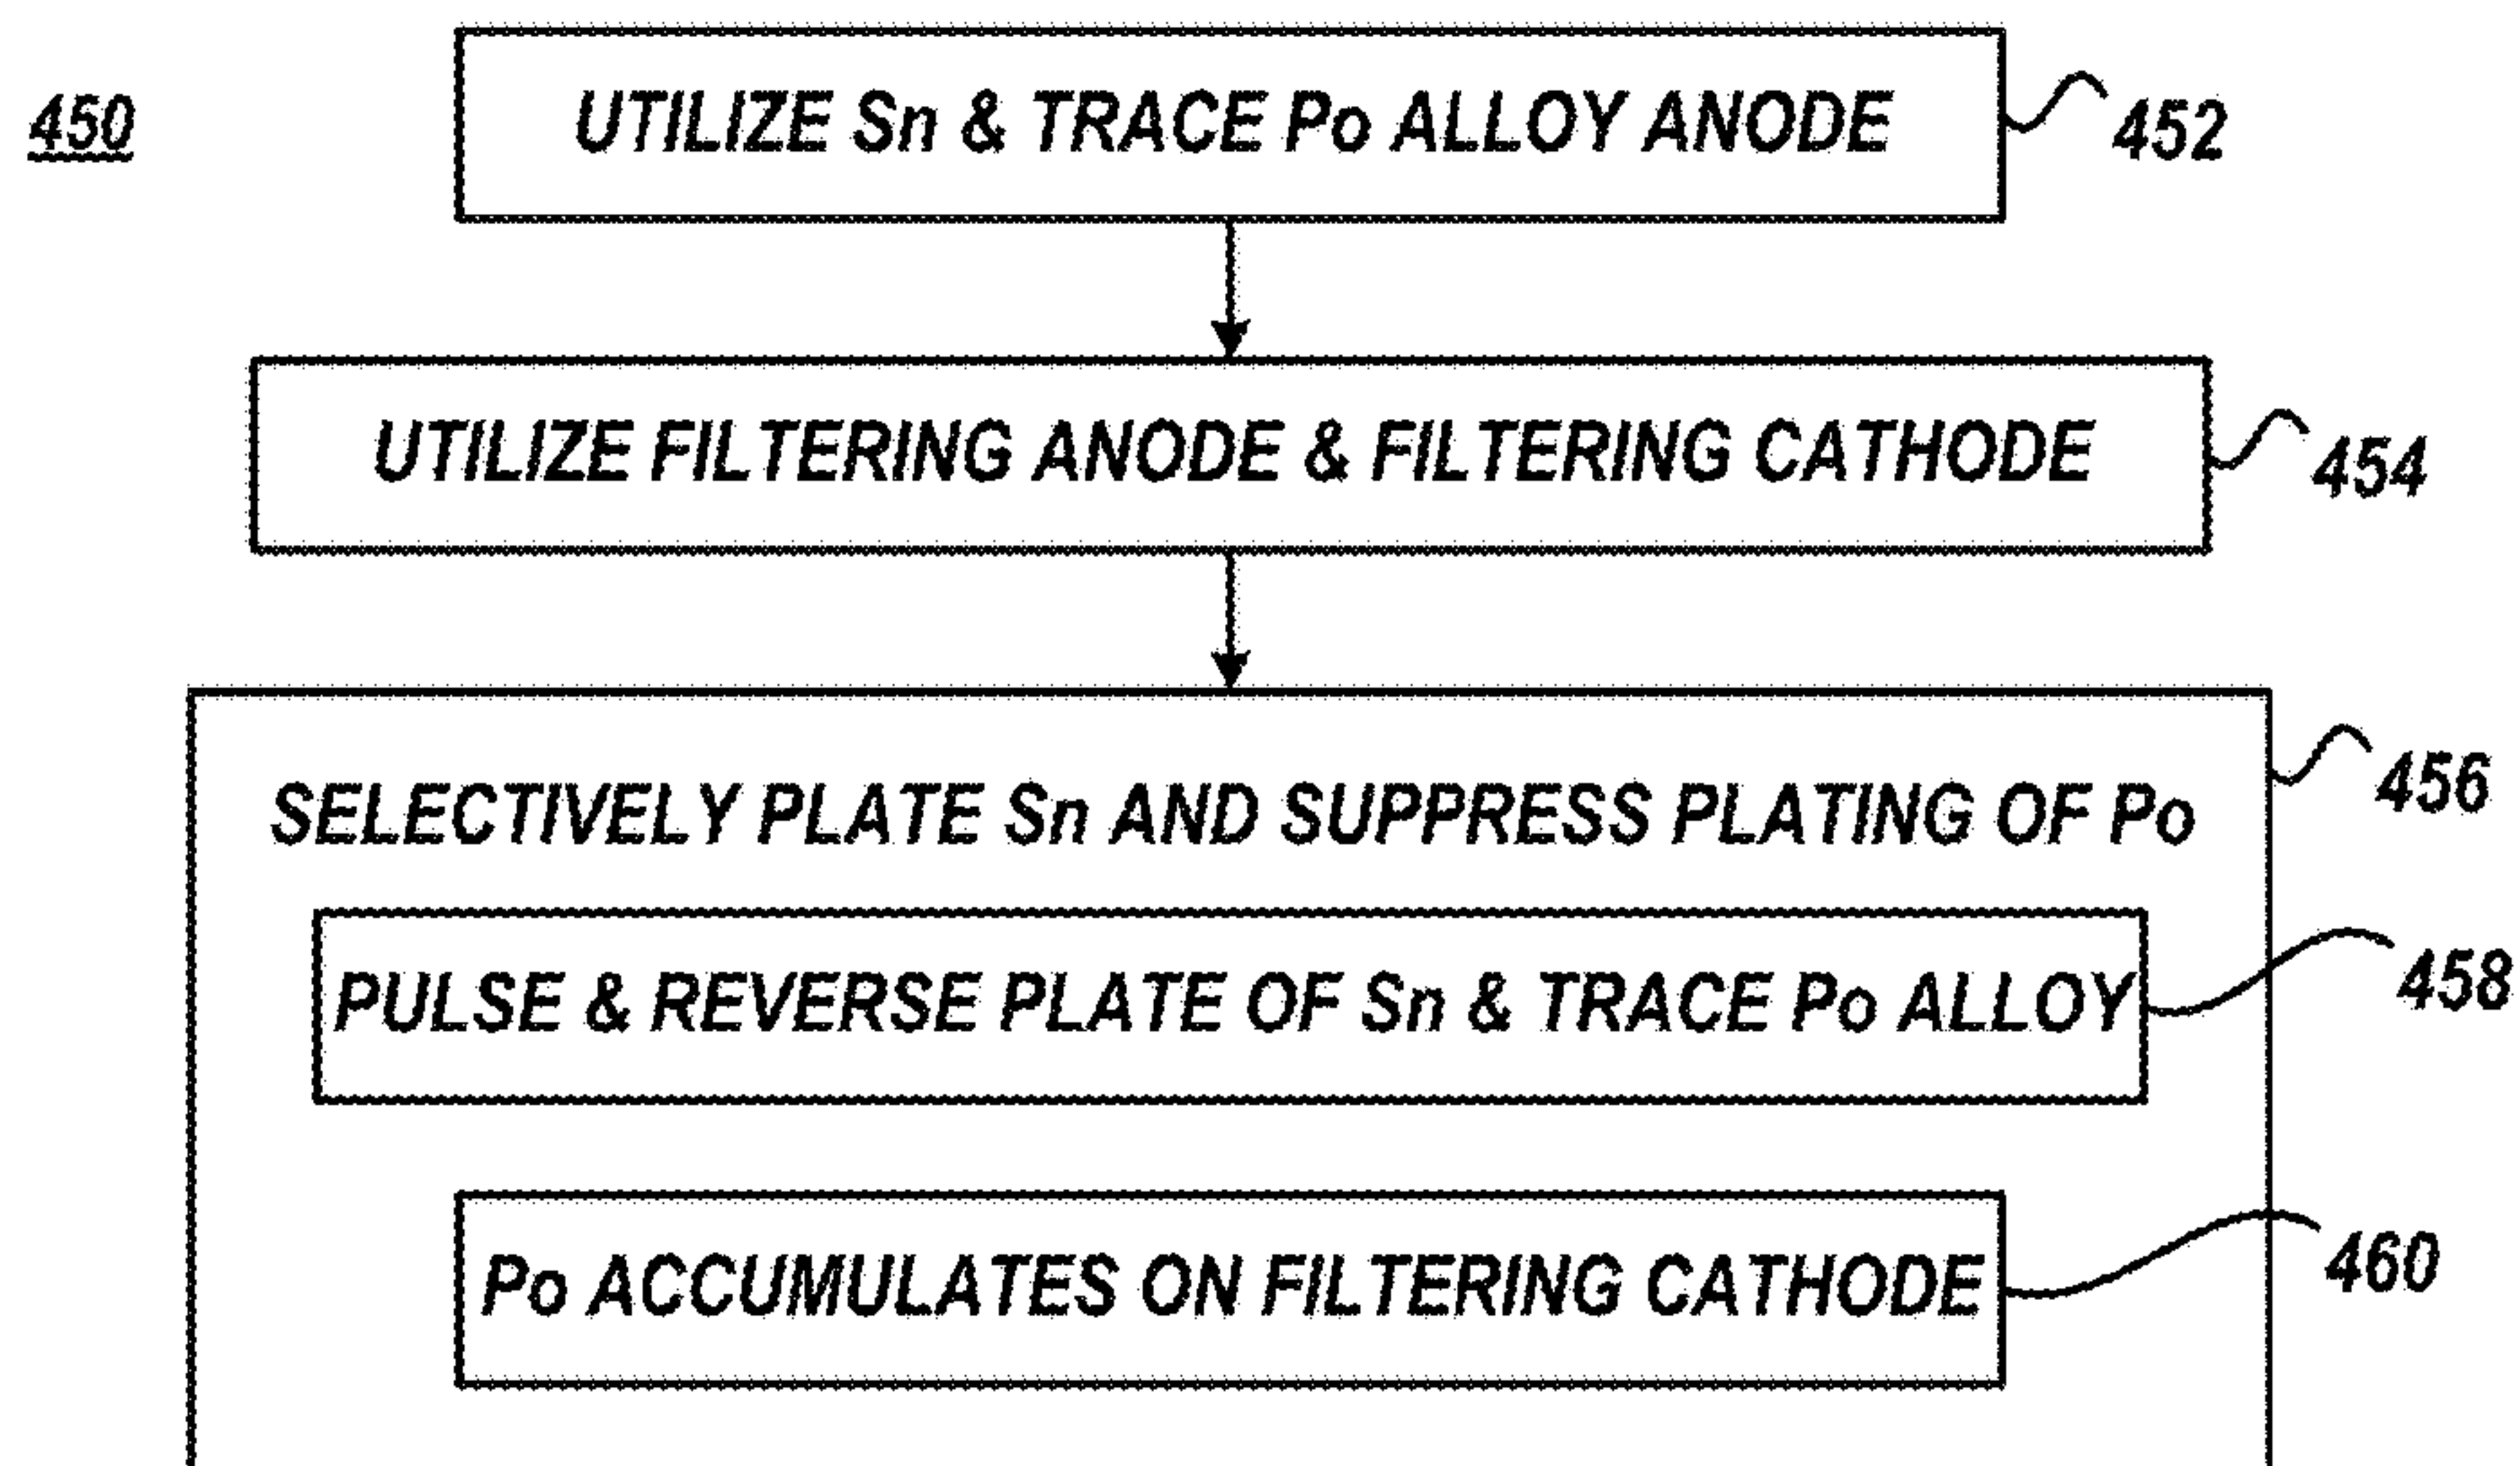 450
UTILIZE Sn & TRACE Po ALLOY ANODE
452
UTILIZE FILTERING ANODE & FILTERING CATHODE
454
SELECTIVELY PLATE Sn AND SUPPRESS PLATING OF Po
456
PULSE & REVERSE PLATE OF Sn & TRACE Po ALLOY
458
Po ACCUMULATES ON FILTERING CATHODE
460